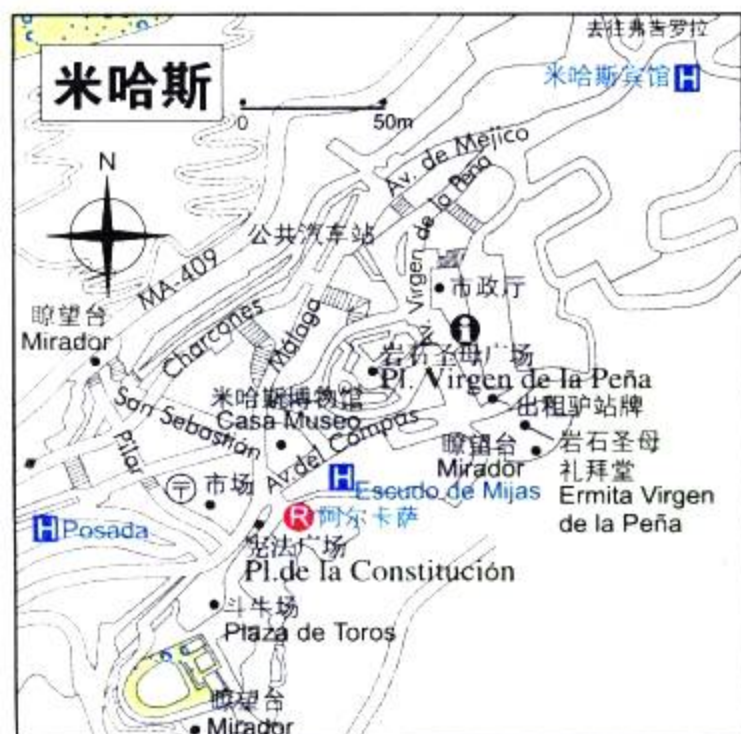 去往弗吉罗拉
米哈斯宾馆 H
米哈斯
0 50m
N
Av. de Mejico
Av. Virgen de la Peña
公共汽车站
MA-409
市政厅
瞭望台
Mirador
Charcones
Málaga
岩石圣母广场
Pl. Virgen de la Peña
米哈斯博物馆
Casa Museo
San Sebastián
Pilar
Av.del Compas
出租驴站牌
瞭望台
Mirador
岩石圣母
礼拜堂
Ermita Virgen
de la Peña
〒 市场
H Escudo de Mijas
H Posada
R 阿尔卡萨
宪法广场
Pl.de la Constitución
斗牛场
Plaza de Toros
瞭望台
Mirador